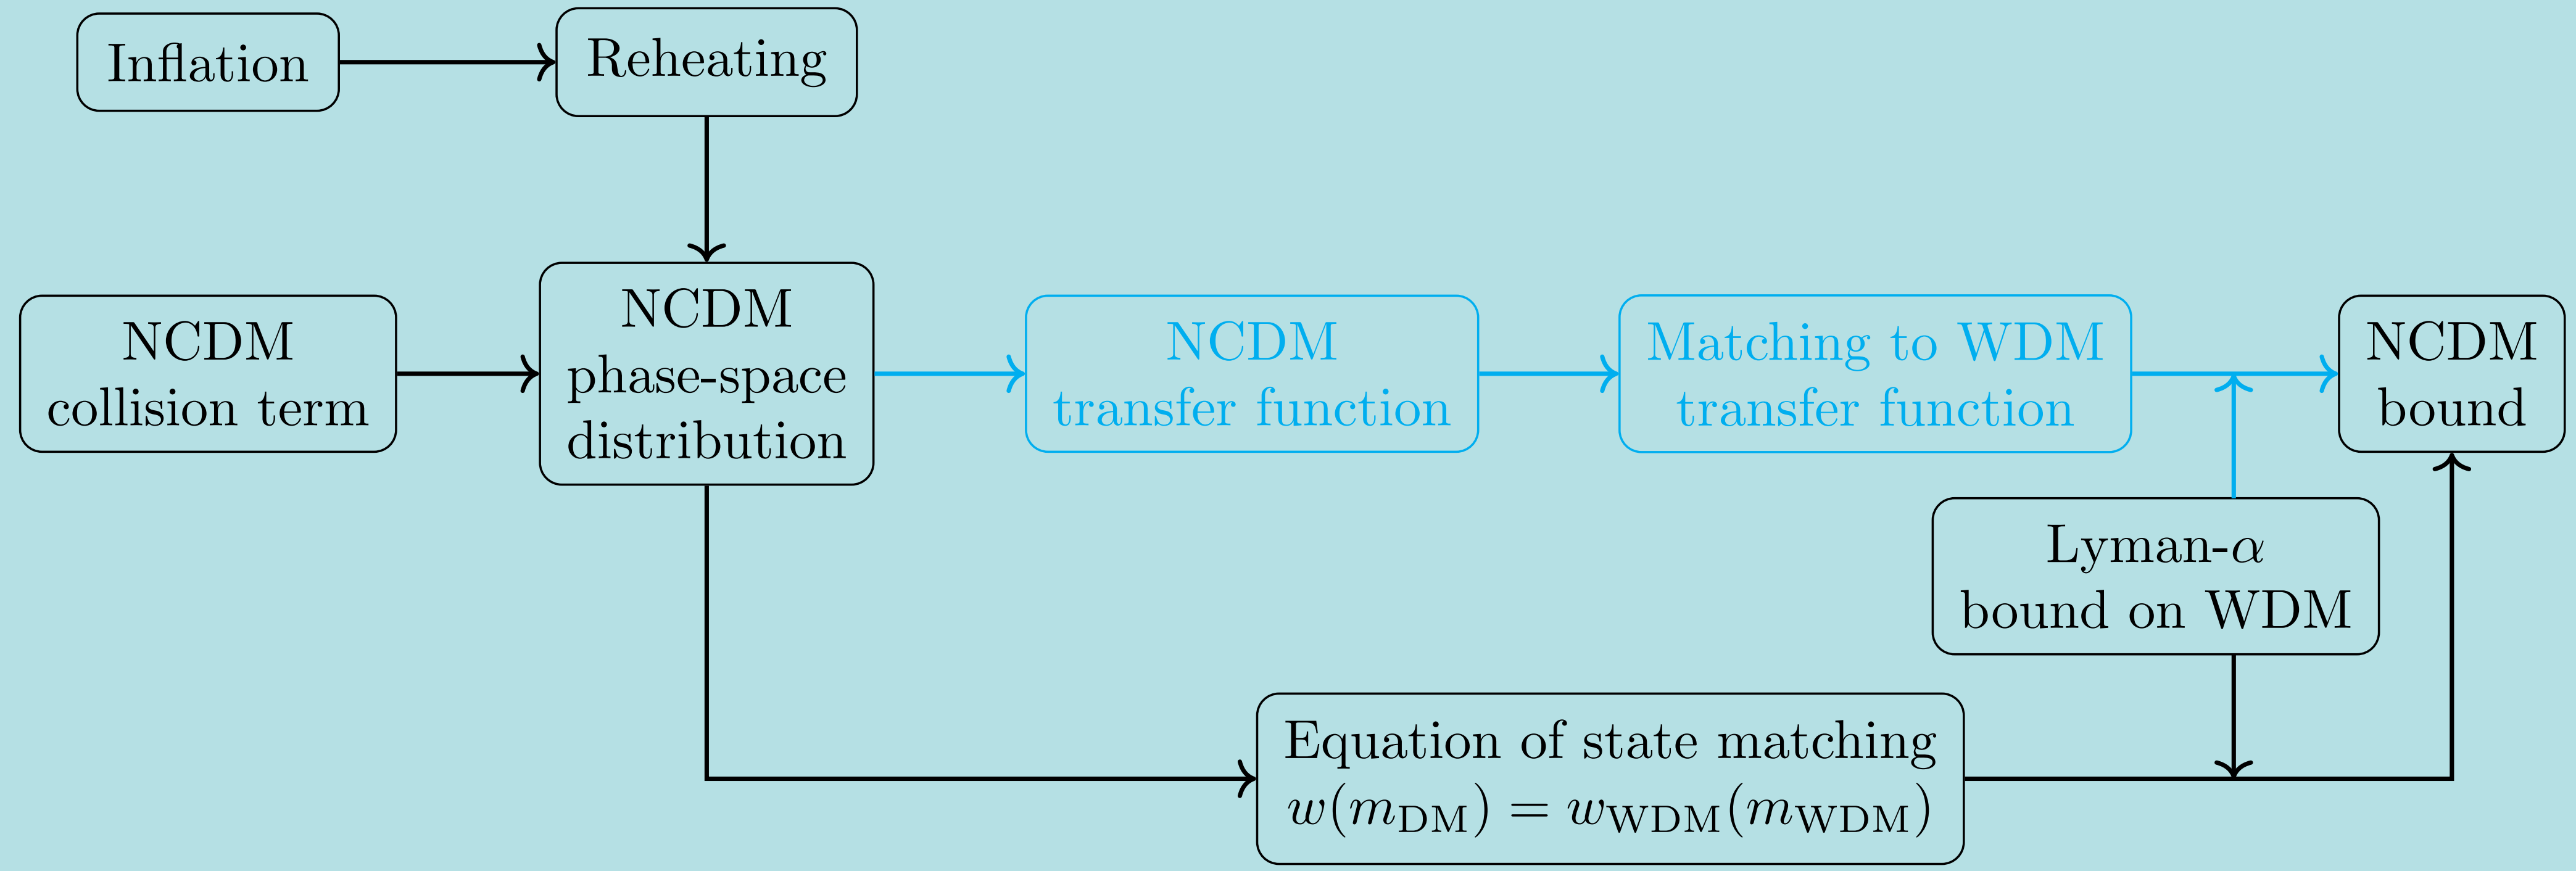 Inflation
Reheating
NCDM
collision term
NCDM
phase-space
distribution
NCDM
transfer function
Matching to WDM
transfer function
NCDM
bound
Lyman-α
bound on WDM
Equation of state matching
w(m_DM) = w_WDM(m_WDM)